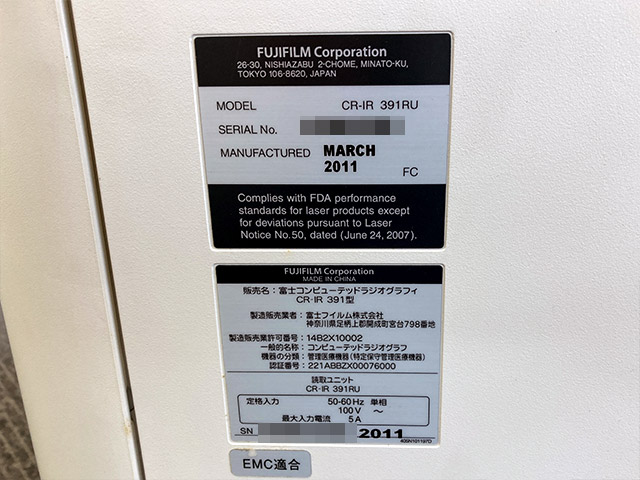 FUJIFILM Corporation
26-30, NISHIAZABU 2-CHOME, MINATO-KU,
TOKYO 106-8620, JAPAN
MODEL CR-IR 391RU
SERIAL No.
MANUFACTURED MARCH
2011
FC
Complies with FDA performance
standards for laser products except
for deviations pursuant to Laser
Notice No.50, dated (June 24, 2007).
FUJIFILM Corporation
MADE IN CHINA
販売名：富士コンピューテッドラジオグラフィ
CR-IR 391型
製造販売業者：富士フイルム株式会社
神奈川県足柄上郡開成町宮台798番地
製造販売業許可番号：14B2X10002
一般的名称：コンピューテッドラジオグラフ
機器の分類：管理医療機器(特定保守管理医療機器)
認証番号：221ABBZX00076000
読取ユニット
CR-IR 391RU
定格入力 50-60Hz 単相
100V ～
最大入力電流 5A
SN 2011
405N101197D
EMC適合